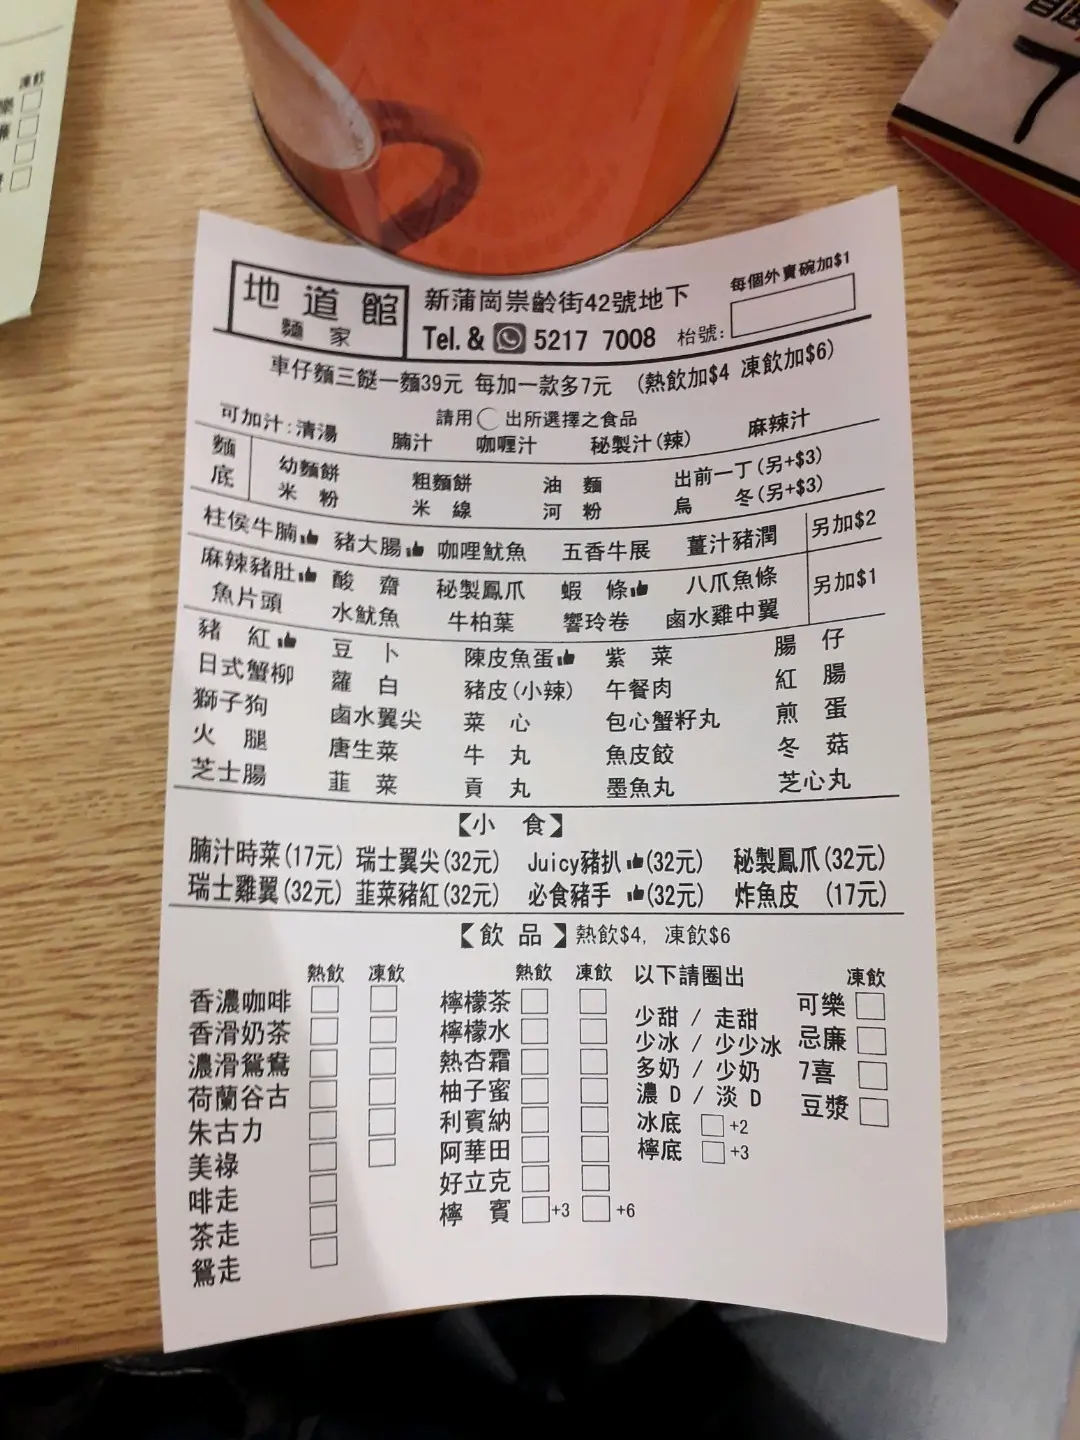 凍飲
地道館
麵家
新蒲崗崇齡街42號地下
Tel. & 5217 7008
每個外賣碗加$1
枱號:
車仔麵三餸一麵39元 每加一款多7元 (熱飲加$4 凍飲加$6)
請用○出所選擇之食品
可加汁:清湯 腩汁 咖喱汁 秘製汁(辣) 麻辣汁
麵底
幼麵餅 粗麵餅 油麵 出前一丁(另+$3)
米粉 米線 河粉 烏冬(另+$3)
柱侯牛腩 豬大腸 咖哩魷魚 五香牛展 薑汁豬潤 另加$2
麻辣豬肚 酸齋 秘製鳳爪 蝦條 八爪魚條 另加$1
魚片頭 水魷魚 牛柏葉 響玲卷 鹵水雞中翼
豬紅 豆卜 陳皮魚蛋 紫菜 腸仔
日式蟹柳 蘿白 豬皮(小辣) 午餐肉 紅腸
獅子狗 鹵水翼尖 菜心 包心蟹籽丸 煎蛋
火腿 唐生菜 牛丸 魚皮餃 冬菇
芝士腸 韮菜 貢丸 墨魚丸 芝心丸
【小食】
腩汁時菜(17元) 瑞士翼尖(32元) Juicy豬扒(32元) 秘製鳳爪(32元)
瑞士雞翼(32元) 韮菜豬紅(32元) 必食豬手(32元) 炸魚皮(17元)
【飲品】熱飲$4, 凍飲$6
熱飲 凍飲
香濃咖啡
香滑奶茶
濃滑鴛鴦
荷蘭谷古
朱古力
美祿
啡走
茶走
鴛走
熱飲 凍飲
檸檬茶
檸檬水
熱杏霜
柚子蜜
利賓納
阿華田
好立克
檸賓 +3 +6
以下請圈出
少甜 / 走甜
少冰 / 少少冰
多奶 / 少奶
濃 D / 淡 D
冰底 +2
檸底 +3
凍飲
可樂
忌廉
7喜
豆漿